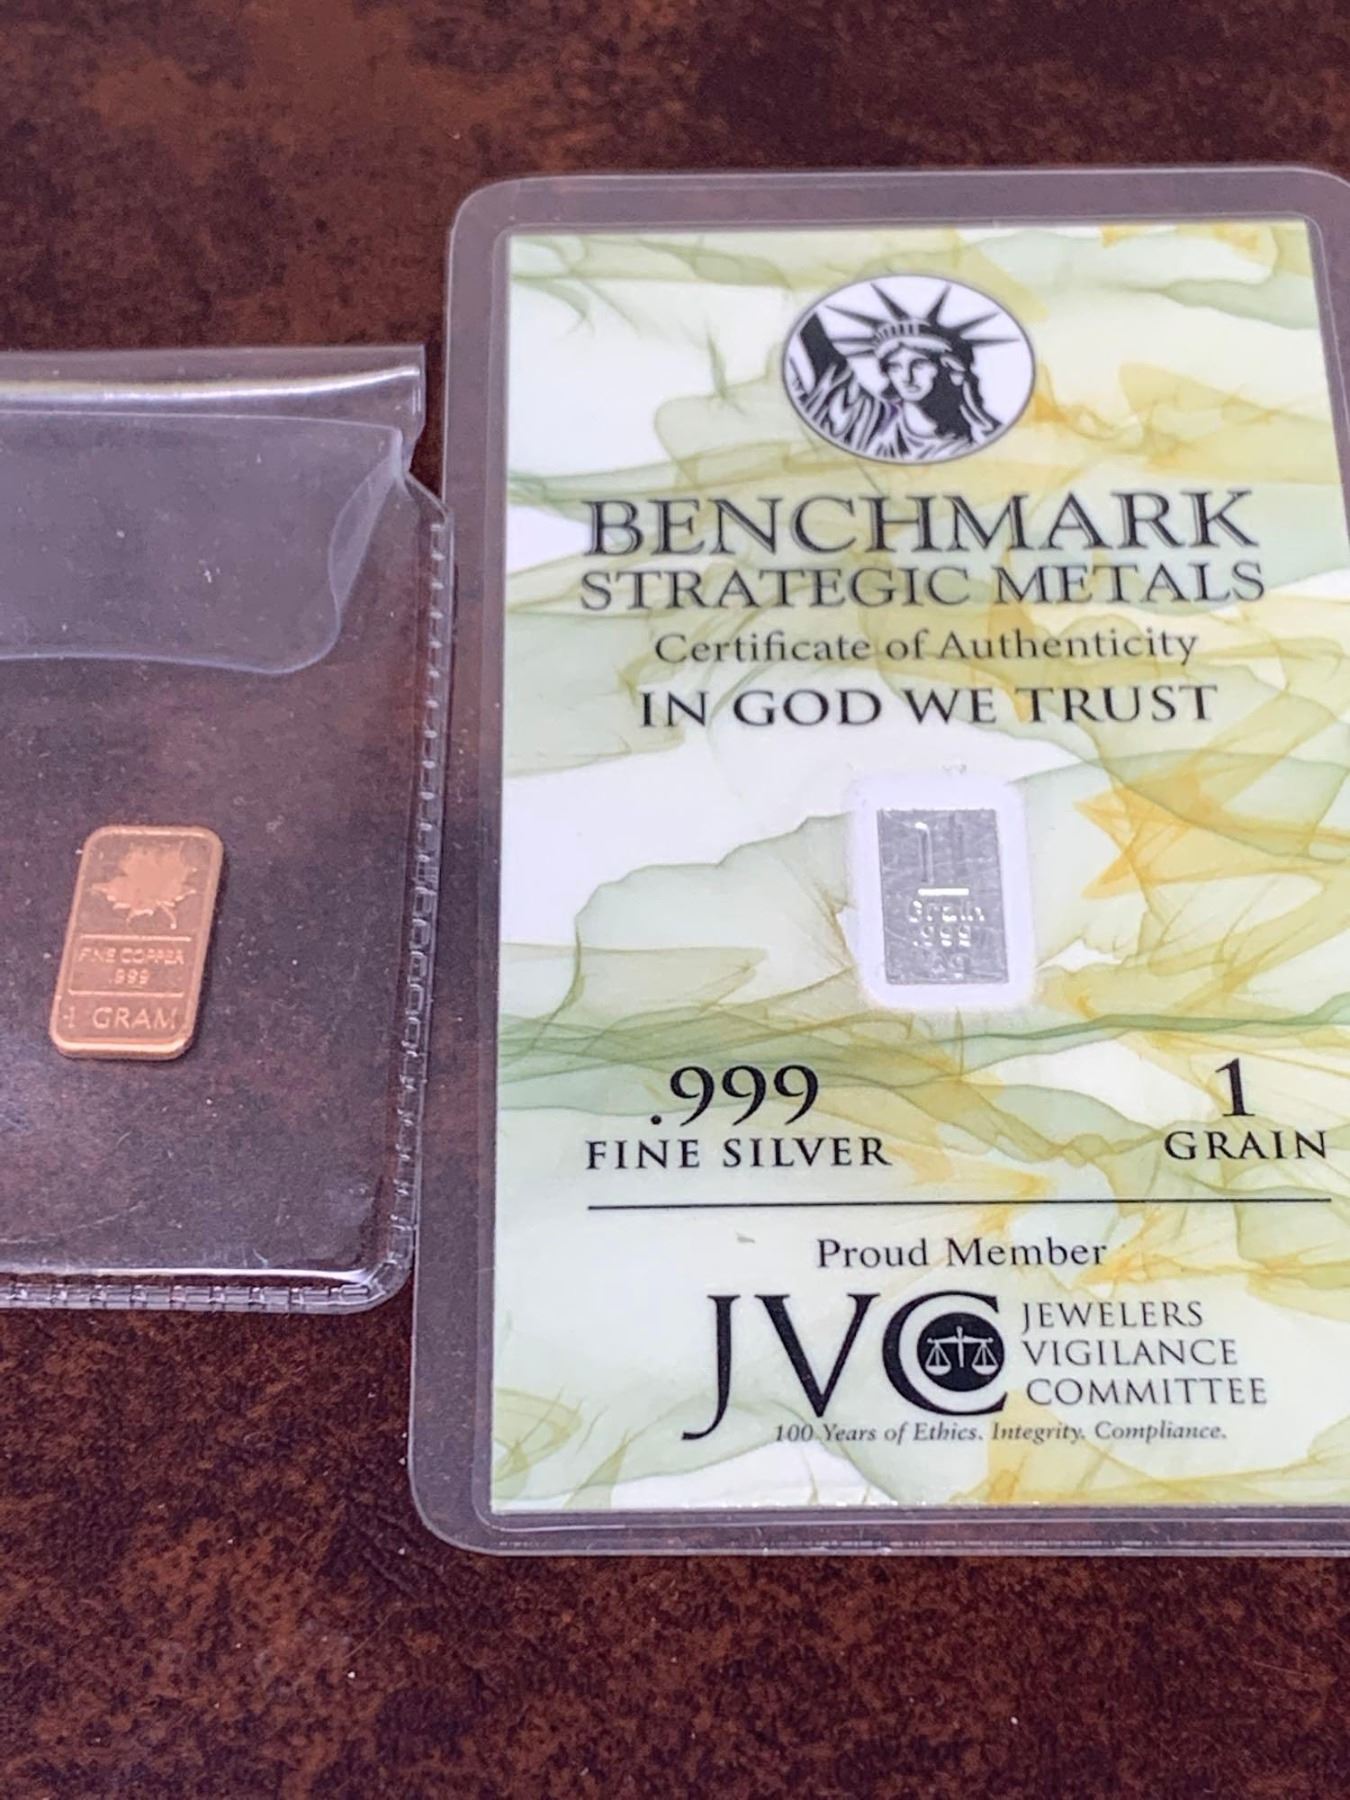 FINE COPPER
.999
1 GRAM
BENCHMARK
STRATEGIC METALS
Certificate of Authenticity
IN GOD WE TRUST
1
Grain
.999
.999
FINE SILVER
1
GRAIN
Proud Member
JVC
JEWELERS
VIGILANCE
COMMITTEE
100 Years of Ethics. Integrity. Compliance.